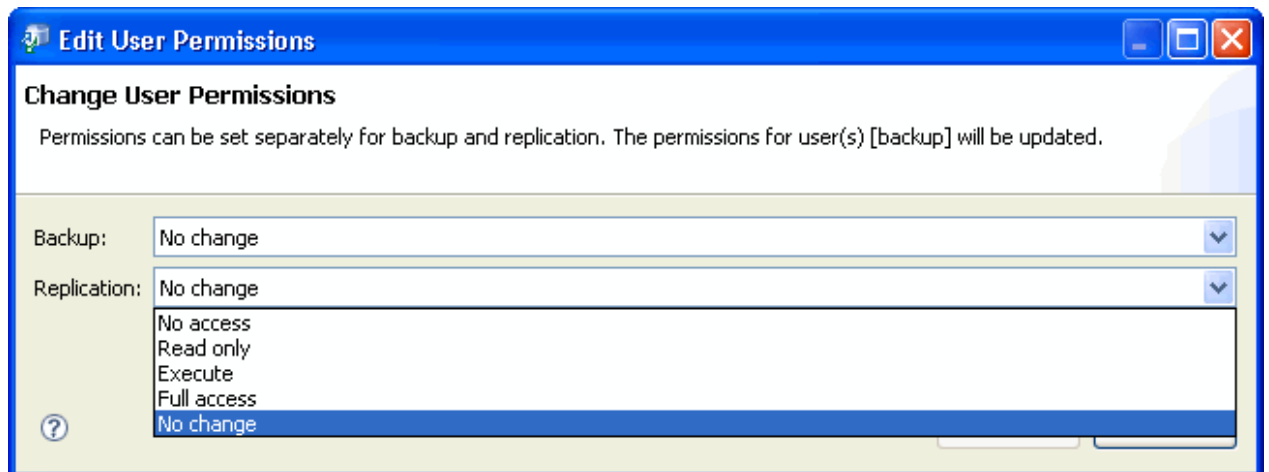 Edit User Permissions
Change User Permissions
Permissions can be set separately for backup and replication. The permissions for user(s) [backup] will be updated.
Backup: No change
Replication: No change
No access
Read only
Execute
Full access
No change